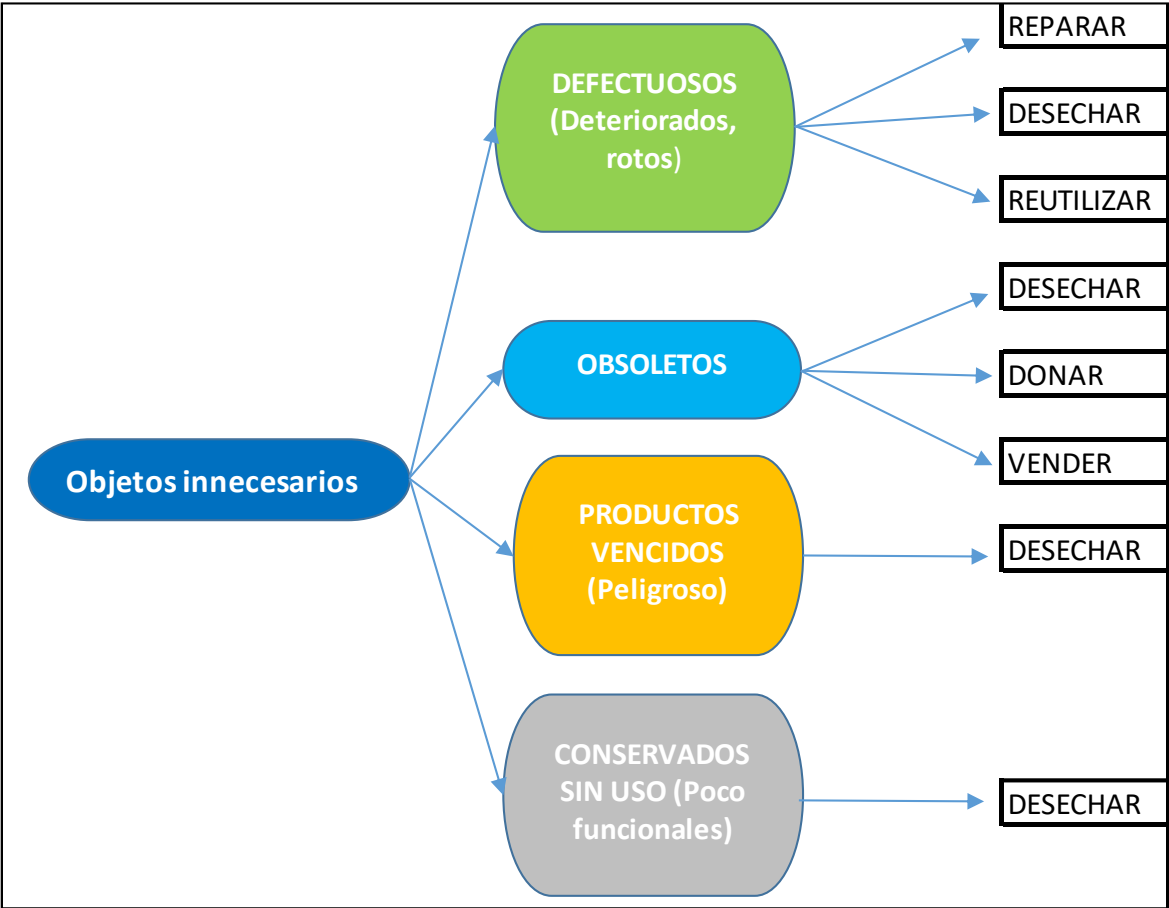 Objetos innecesarios
DEFECTUOSOS
(Deteriorados,
rotos)
REPARAR
DESECHAR
REUTILIZAR
OBSOLETOS
DESECHAR
DONAR
VENDER
PRODUCTOS
VENCIDOS
(Peligroso)
DESECHAR
CONSERVADOS
SIN USO (Poco
funcionales)
DESECHAR